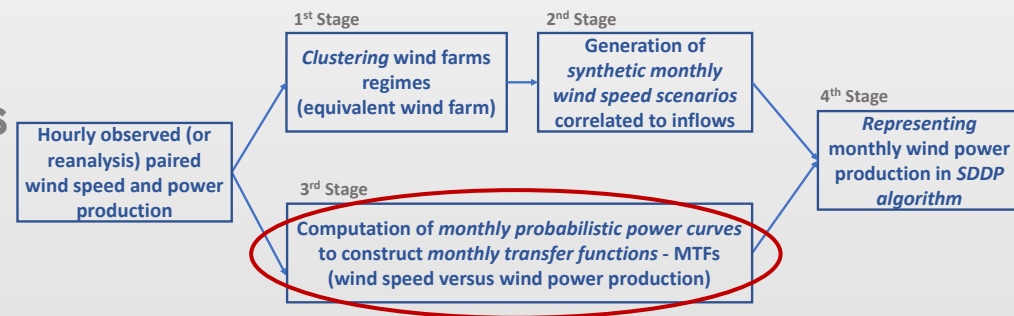 1st Stage
Clustering wind farms
regimes
(equivalent wind farm)
2nd Stage
Generation of
synthetic monthly
wind speed scenarios
correlated to inflows
s
Hourly observed (or
reanalysis) paired
wind speed and power
production
3rd Stage
Computation of monthly probabilistic power curves
to construct monthly transfer functions - MTFs
(wind speed versus wind power production)
4th Stage
Representing
monthly wind power
production in SDDP
algorithm